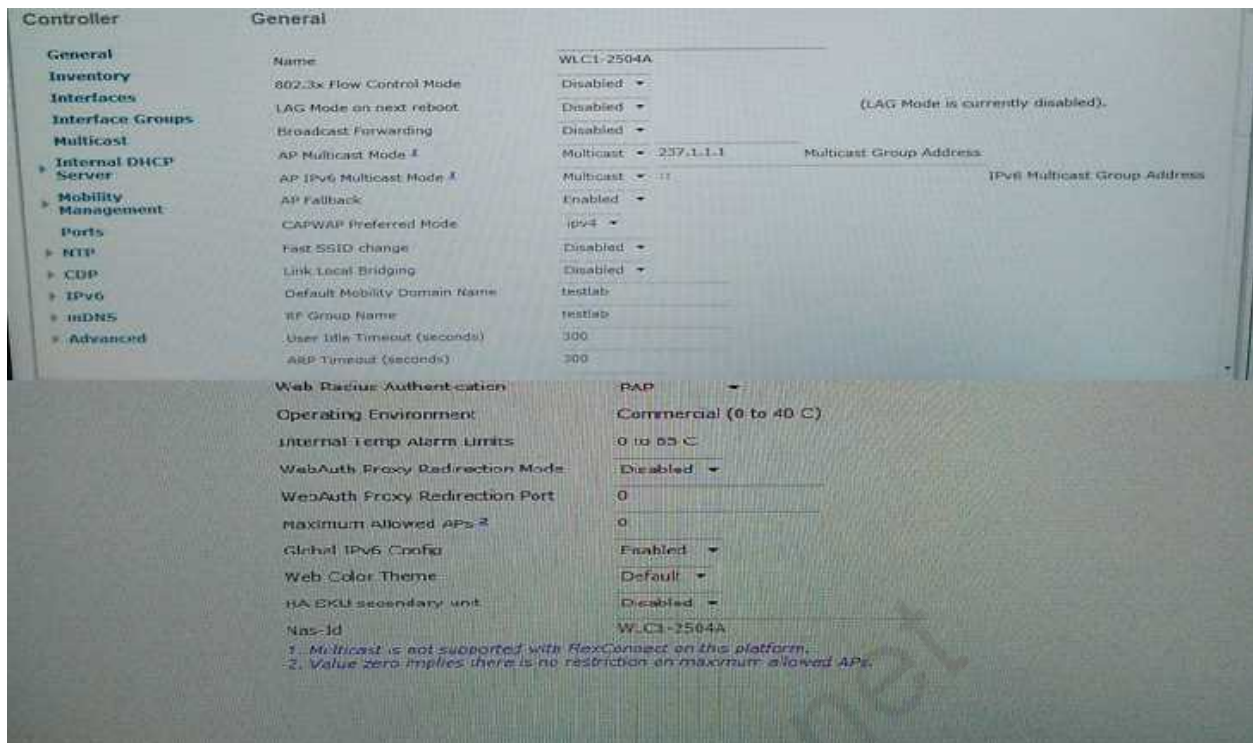 Controller
General
General
Inventory
Interfaces
Interface Groups
Multicast
Internal DHCP
Server
Mobility
Management
Ports
NTP
CDP
IPv6
mDNS
Advanced
Name WLC1-2504A
802.3x Flow Control Mode Disabled
LAG Mode on next reboot Disabled (LAG Mode is currently disabled).
Broadcast Forwarding Disabled
AP Multicast Mode Multicast 237.1.1.1 Multicast Group Address
AP IPv6 Multicast Mode Multicast :: IPv6 Multicast Group Address
AP Fallback Enabled
CAPWAP Preferred Mode ipv4
Fast SSID change Disabled
Link Local Bridging Disabled
Default Mobility Domain Name testlab
RF Group Name testlab
User Idle Timeout (seconds) 300
ARP Timeout (seconds) 300
Web Radius Authentication PAP
Operating Environment Commercial (0 to 40 C)
Internal Temp Alarm Limits 0 to 65 C
WebAuth Proxy Redirection Mode Disabled
WebAuth Proxy Redirection Port 0
Maximum Allowed APs 2 0
Global IPv6 Config Enabled
Web Color Theme Default
HA SKU secondary unit Disabled
Nas-Id WLC1-2504A
1. Multicast is not supported with FlexConnect on this platform.
2. Value zero implies there is no restriction on maximum allowed APs.
net